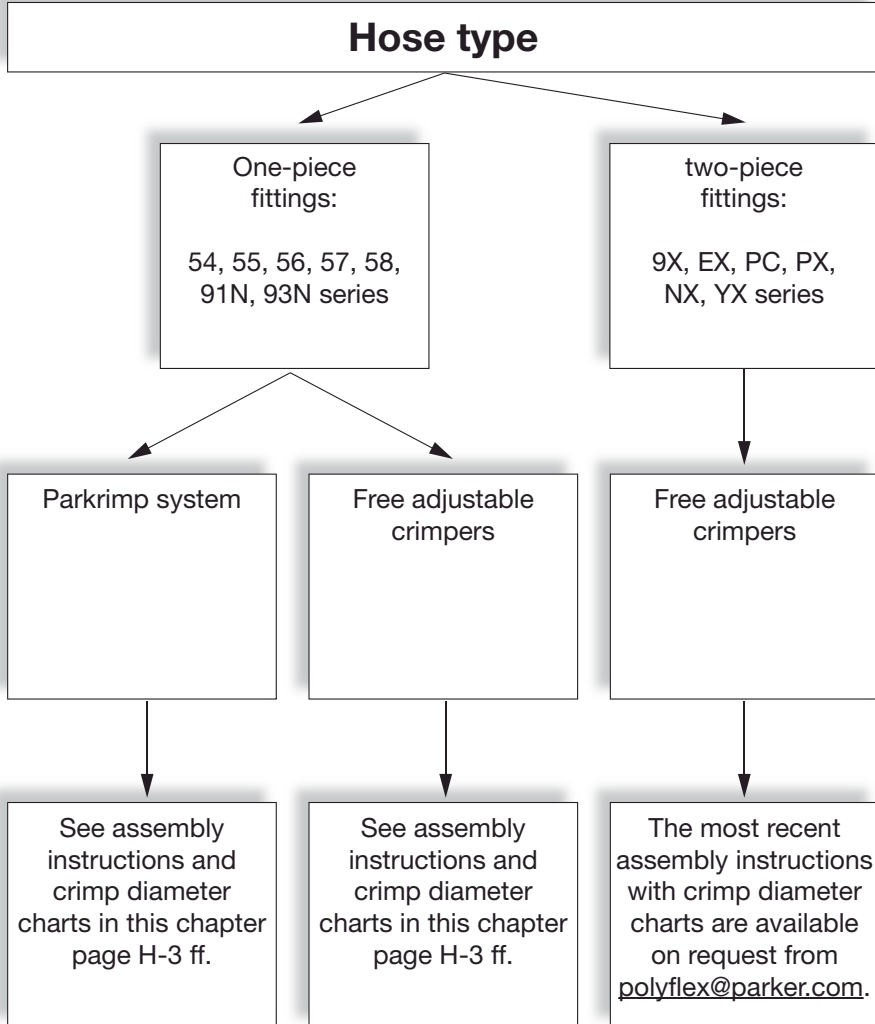 Hose type
One-piece
fittings:
54, 55, 56, 57, 58,
91N, 93N series
two-piece
fittings:
9X, EX, PC, PX,
NX, YX series
Parkrimp system
Free adjustable
crimpers
Free adjustable
crimpers
See assembly
instructions and
crimp diameter
charts in this chapter
page H-3 ff.
See assembly
instructions and
crimp diameter
charts in this chapter
page H-3 ff.
The most recent
assembly instructions
with crimp diameter
charts are available
on request from
polyflex@parker.com.